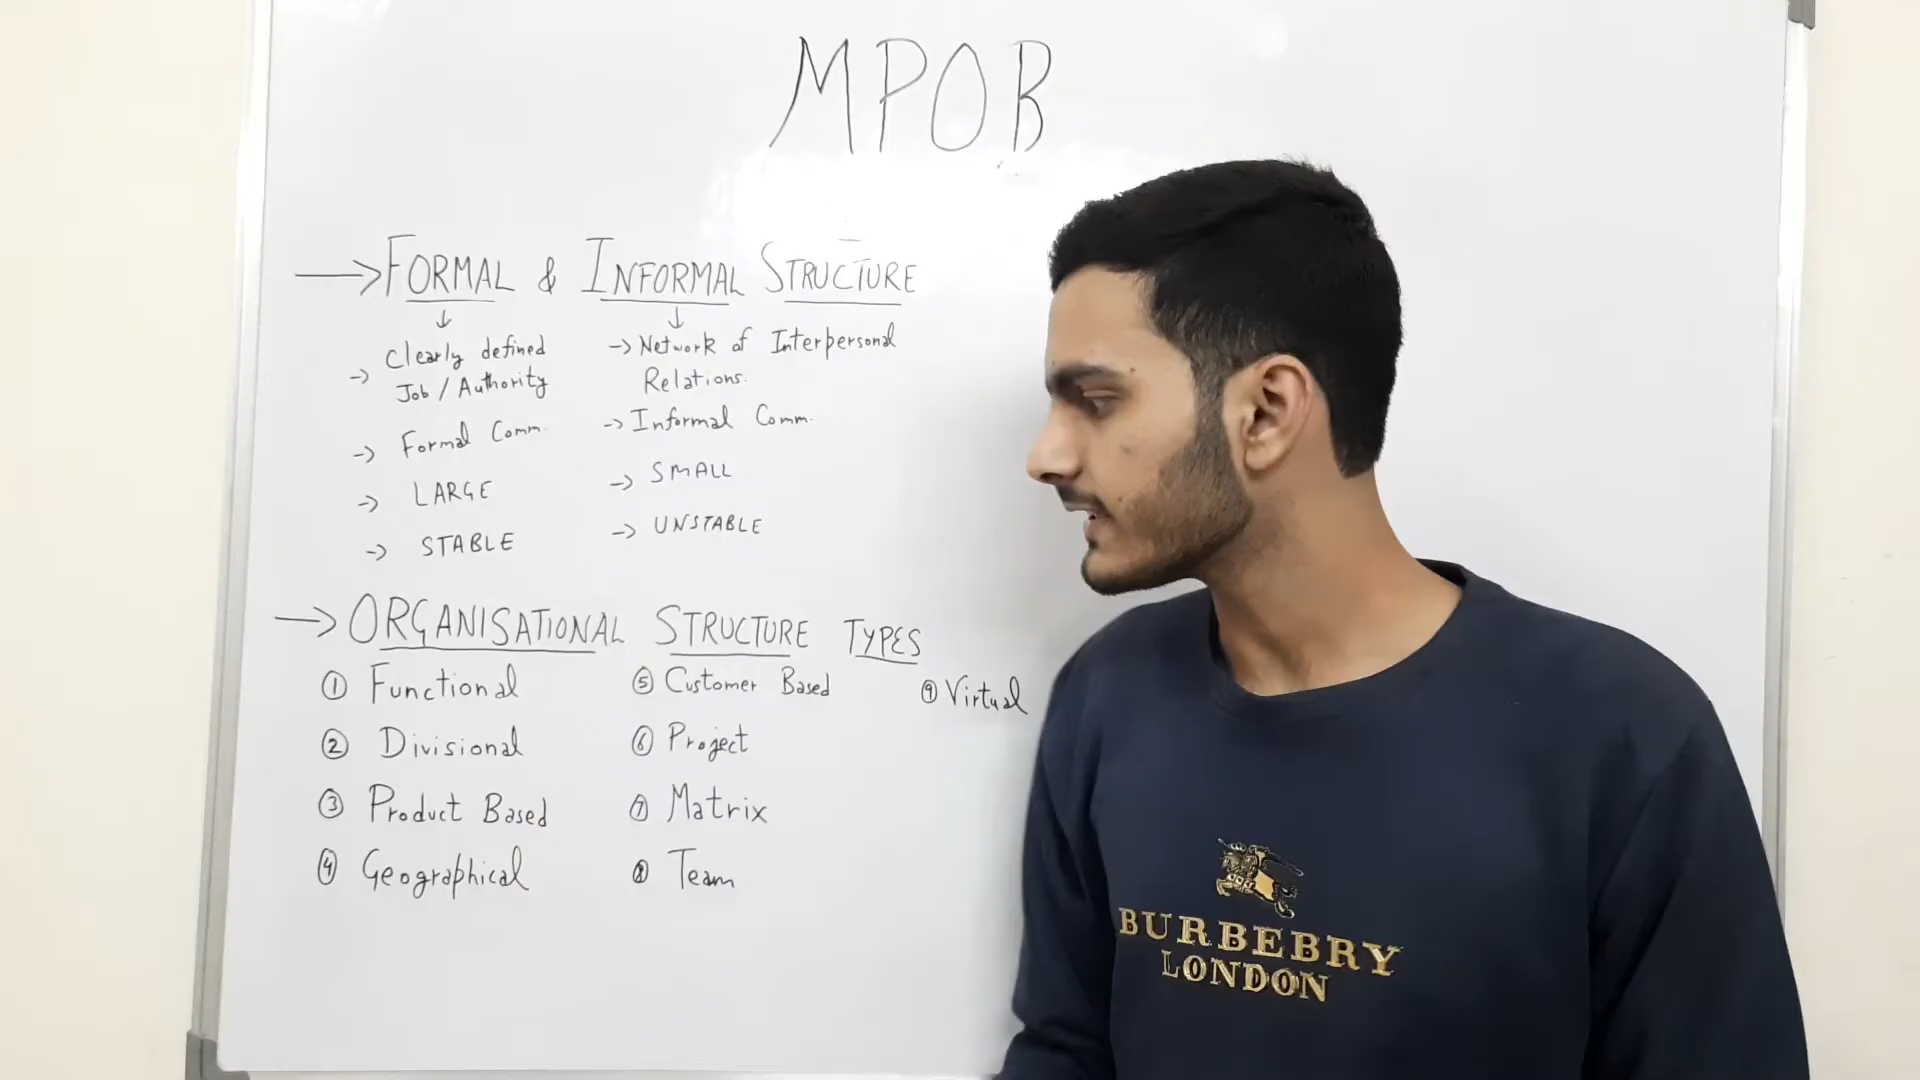 MPOB
→ FORMAL & INFORMAL STRUCTURE
↓
→ Clearly defined
Job / Authority
→ Formal Comm.
→ LARGE
→ STABLE
↓
→ Network of Interpersonal
Relations.
→ Informal Comm.
→ SMALL
→ UNSTABLE
→ ORGANISATIONAL STRUCTURE TYPES
① Functional
② Divisional
③ Product Based
④ Geographical
⑤ Customer Based
⑥ Project
⑦ Matrix
⑧ Team
⑨ Virtual
BURBEBRY
LONDON